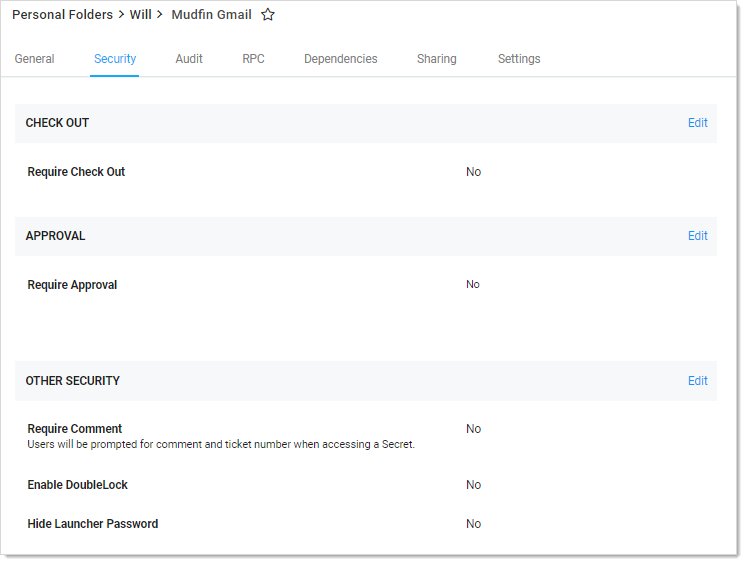 Personal Folders > Will > Mudfin Gmail
General Security Audit RPC Dependencies Sharing Settings
CHECK OUT Edit
Require Check Out No
APPROVAL Edit
Require Approval No
OTHER SECURITY Edit
Require Comment No
Users will be prompted for comment and ticket number when accessing a Secret.
Enable DoubleLock No
Hide Launcher Password No